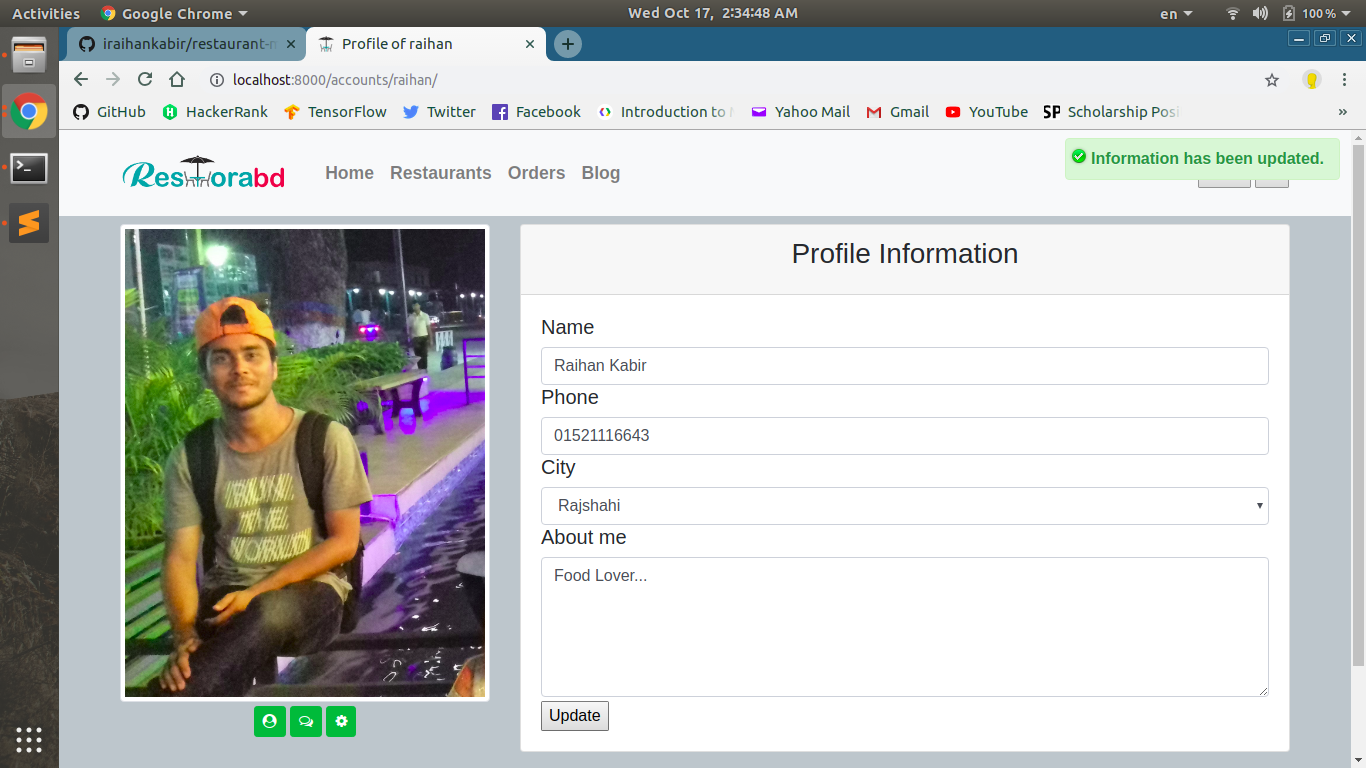 Activities Google Chrome Wed Oct 17, 2:34:48 AM en 100 %
iraihankabir/restaurant-m Profile of raihan
localhost:8000/accounts/raihan/
GitHub HackerRank TensorFlow Twitter Facebook Introduction to Yahoo Mail Gmail YouTube SP Scholarship Posi »
Restorabd Home Restaurants Orders Blog
Information has been updated.
Profile Information
Name
Raihan Kabir
Phone
01521116643
City
Rajshahi
About me
Food Lover...
Update